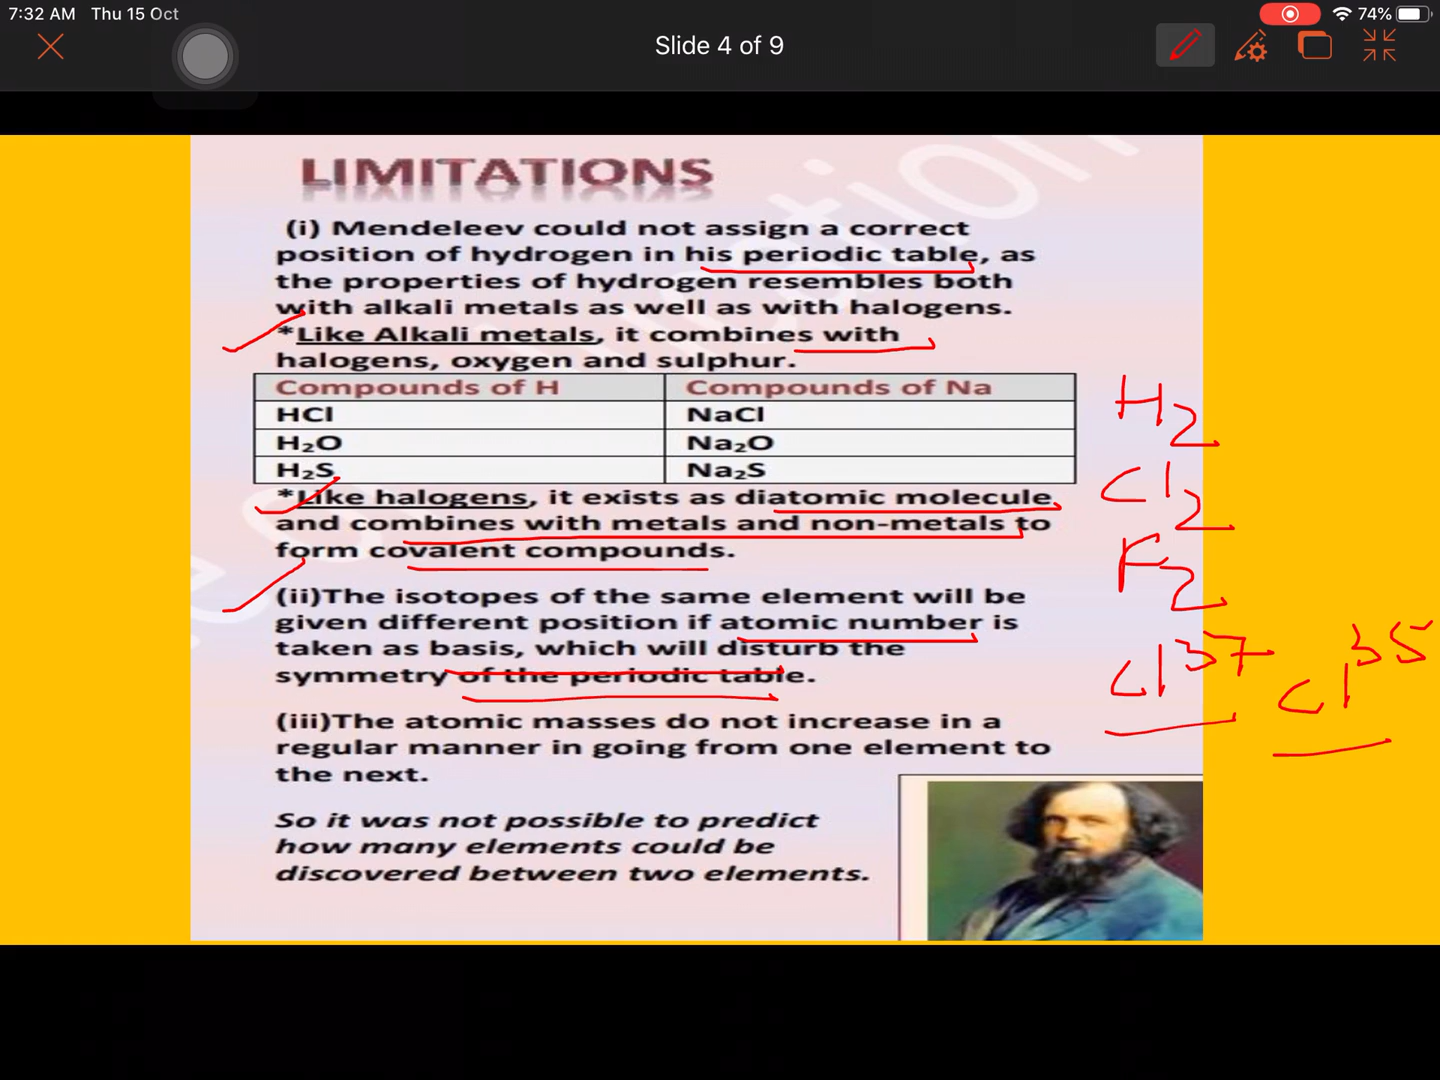 7:32 AM Thu 15 Oct
74%
Slide 4 of 9
LIMITATIONS
(i) Mendeleev could not assign a correct
position of hydrogen in his periodic table, as
the properties of hydrogen resembles both
with alkali metals as well as with halogens.
*Like Alkali metals, it combines with
halogens, oxygen and sulphur.
Compounds of H Compounds of Na
HCl NaCl
H₂O Na₂O
H₂S Na₂S
*Like halogens, it exists as diatomic molecule
and combines with metals and non-metals to
form covalent compounds.
(ii)The isotopes of the same element will be
given different position if atomic number is
taken as basis, which will disturb the
symmetry of the periodic table.
(iii)The atomic masses do not increase in a
regular manner in going from one element to
the next.
So it was not possible to predict
how many elements could be
discovered between two elements.
H₂
Cl₂
F₂
Cl³⁷ Cl³⁵